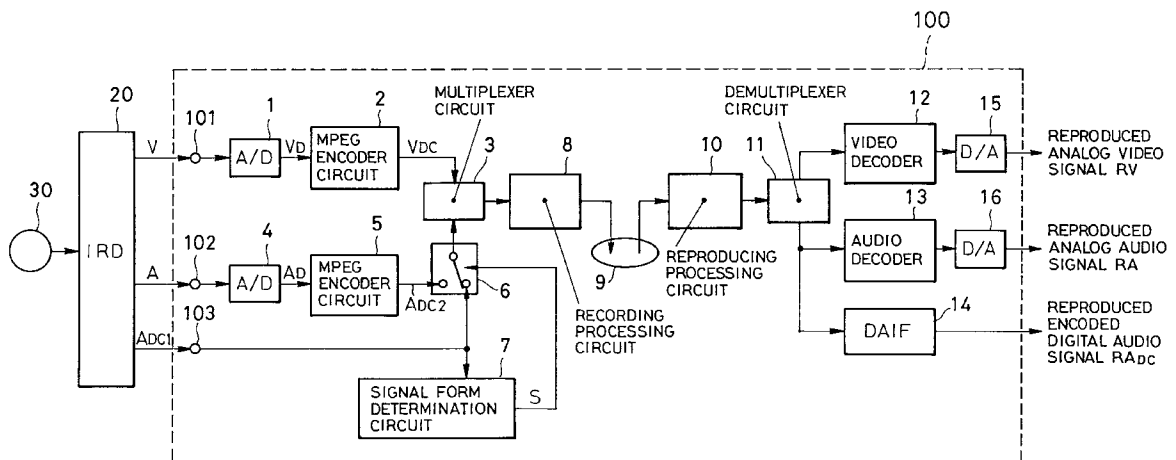 100
20
101
1
2
MULTIPLEXER
CIRCUIT
DEMULTIPLEXER
CIRCUIT
12
15
V
A/D
VD
MPEG
ENCODER
CIRCUIT
VDC
3
8
10
11
VIDEO
DECODER
D/A
REPRODUCED
ANALOG VIDEO
SIGNAL RV
30
IRD
102
4
5
13
16
A
A/D
AD
MPEG
ENCODER
CIRCUIT
ADC2
6
9
REPRODUCING
PROCESSING
CIRCUIT
AUDIO
DECODER
D/A
REPRODUCED
ANALOG AUDIO
SIGNAL RA
103
ADC1
RECORDING
PROCESSING
CIRCUIT
DAIF
14
REPRODUCED
ENCODED
DIGITAL AUDIO
SIGNAL RADC
7
SIGNAL FORM
DETERMINATION
CIRCUIT
S